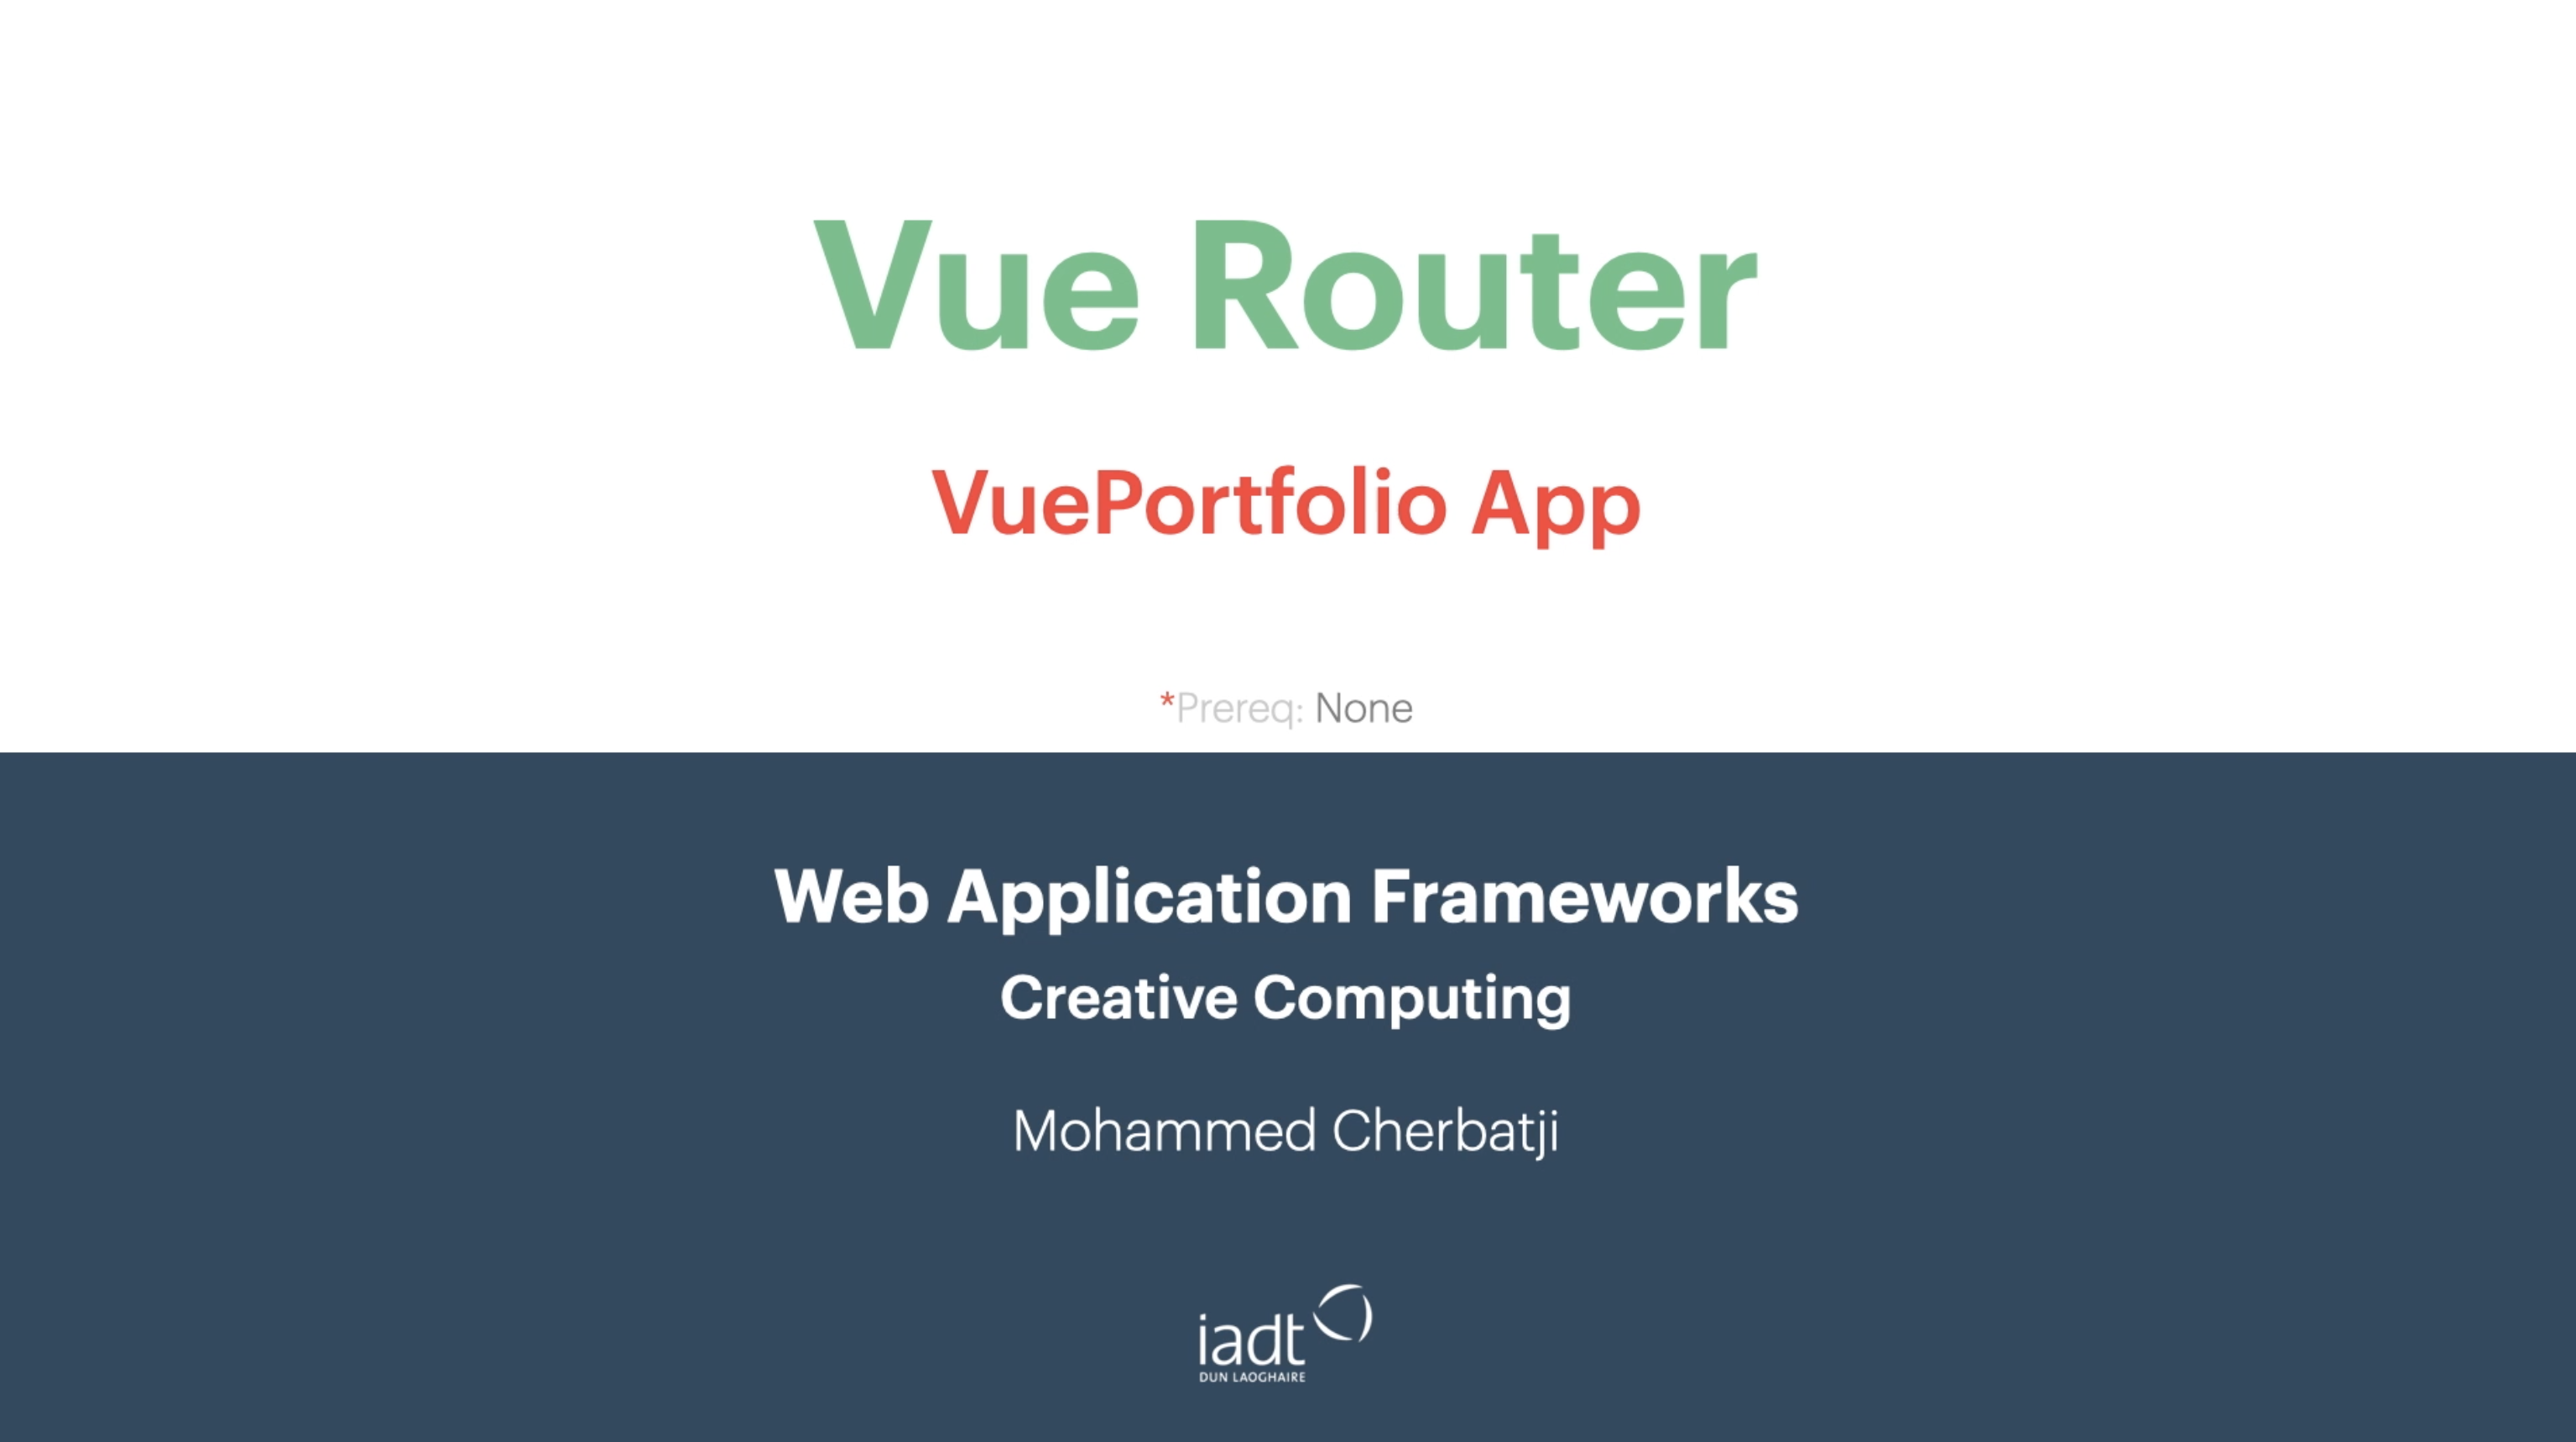 Vue Router
VuePortfolio App
*Prereq: None
Web Application Frameworks
Creative Computing
Mohammed Cherbatji
iadt
DUN LAOGHAIRE